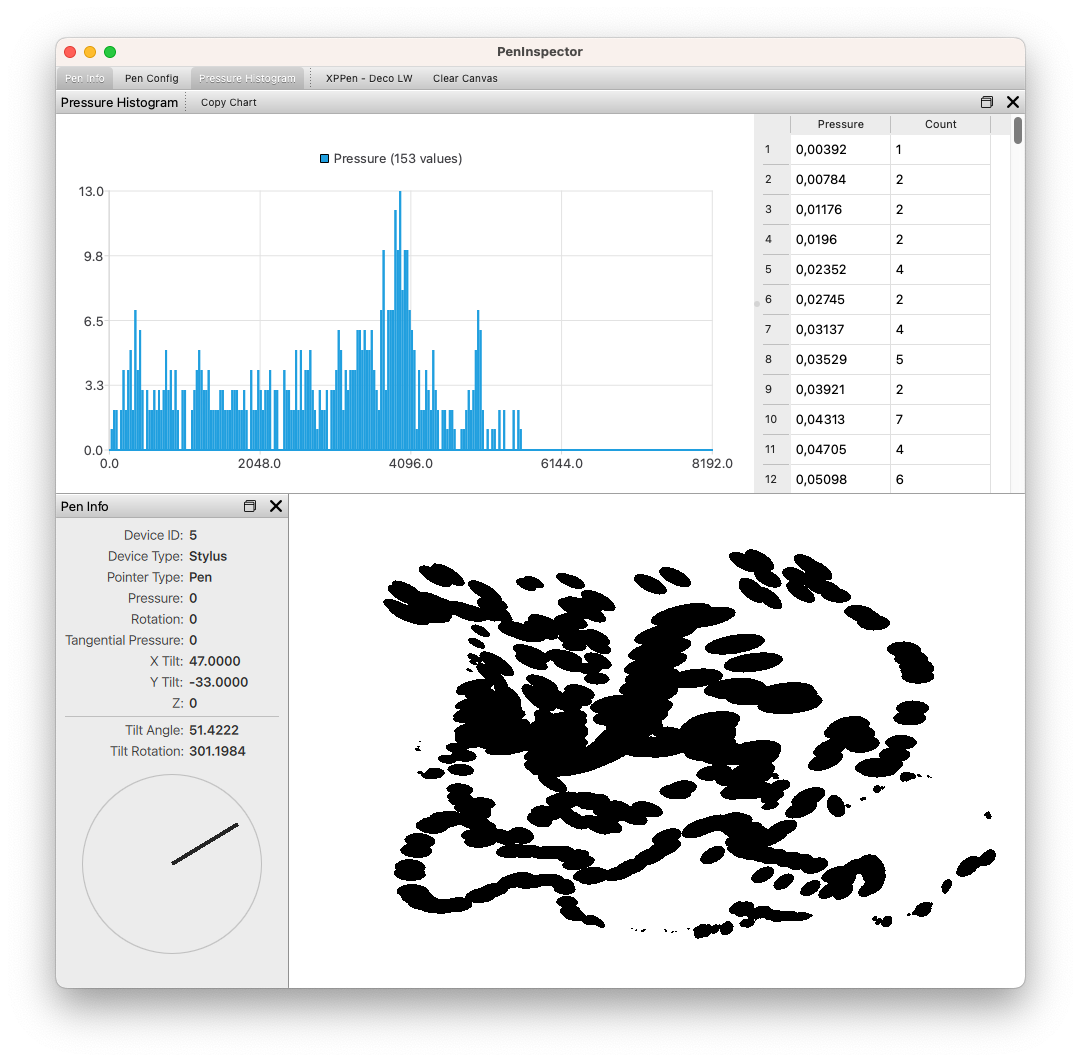 PenInspector
Pen Info Pen Config Pressure Histogram XPPen - Deco LW Clear Canvas
Pressure Histogram Copy Chart
Pressure (153 values)
13.0
9.8
6.5
3.3
0.0
0.0 2048.0 4096.0 6144.0 8192.0
Pressure Count
1 0,00392 1
2 0,00784 2
3 0,01176 2
4 0,0196 2
5 0,02352 4
6 0,02745 2
7 0,03137 4
8 0,03529 5
9 0,03921 2
10 0,04313 7
11 0,04705 4
12 0,05098 6
Pen Info
Device ID: 5
Device Type: Stylus
Pointer Type: Pen
Pressure: 0
Rotation: 0
Tangential Pressure: 0
X Tilt: 47.0000
Y Tilt: -33.0000
Z: 0
Tilt Angle: 51.4222
Tilt Rotation: 301.1984